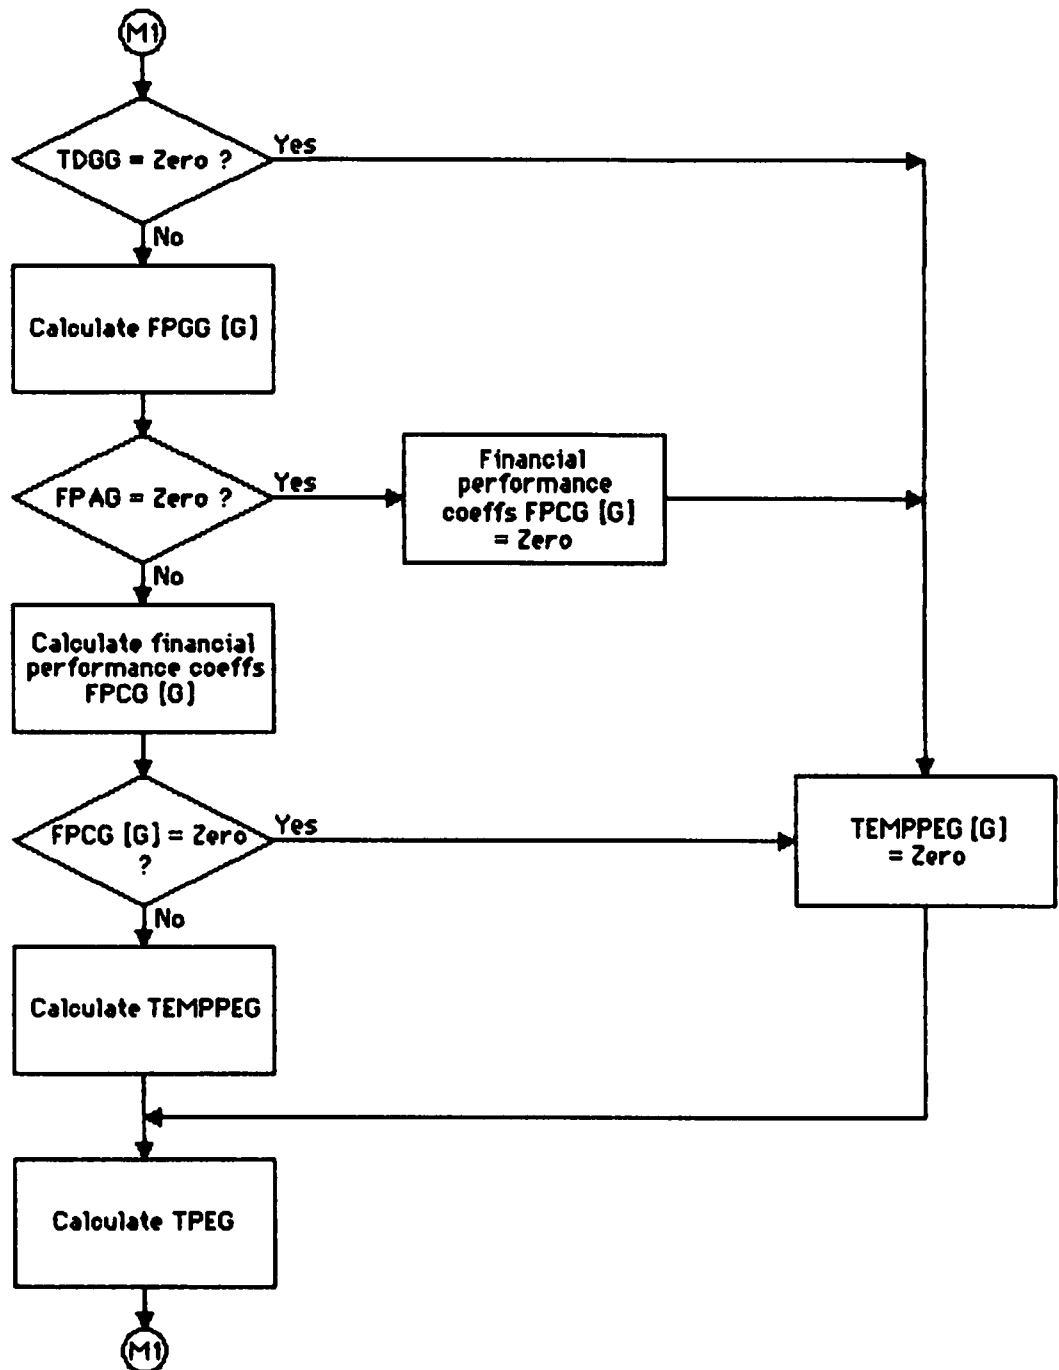 M1
TDGG = Zero ?
Yes
No
Calculate FPGG [G]
FPAG = Zero ?
Yes
Financial
performance
coeffs FPCG [G]
= Zero
No
Calculate financial
performance coeffs
FPCG [G]
FPCG [G] = Zero
?
Yes
TEMPPEG [G]
= Zero
No
Calculate TEMPPEG
Calculate TPEG
M1